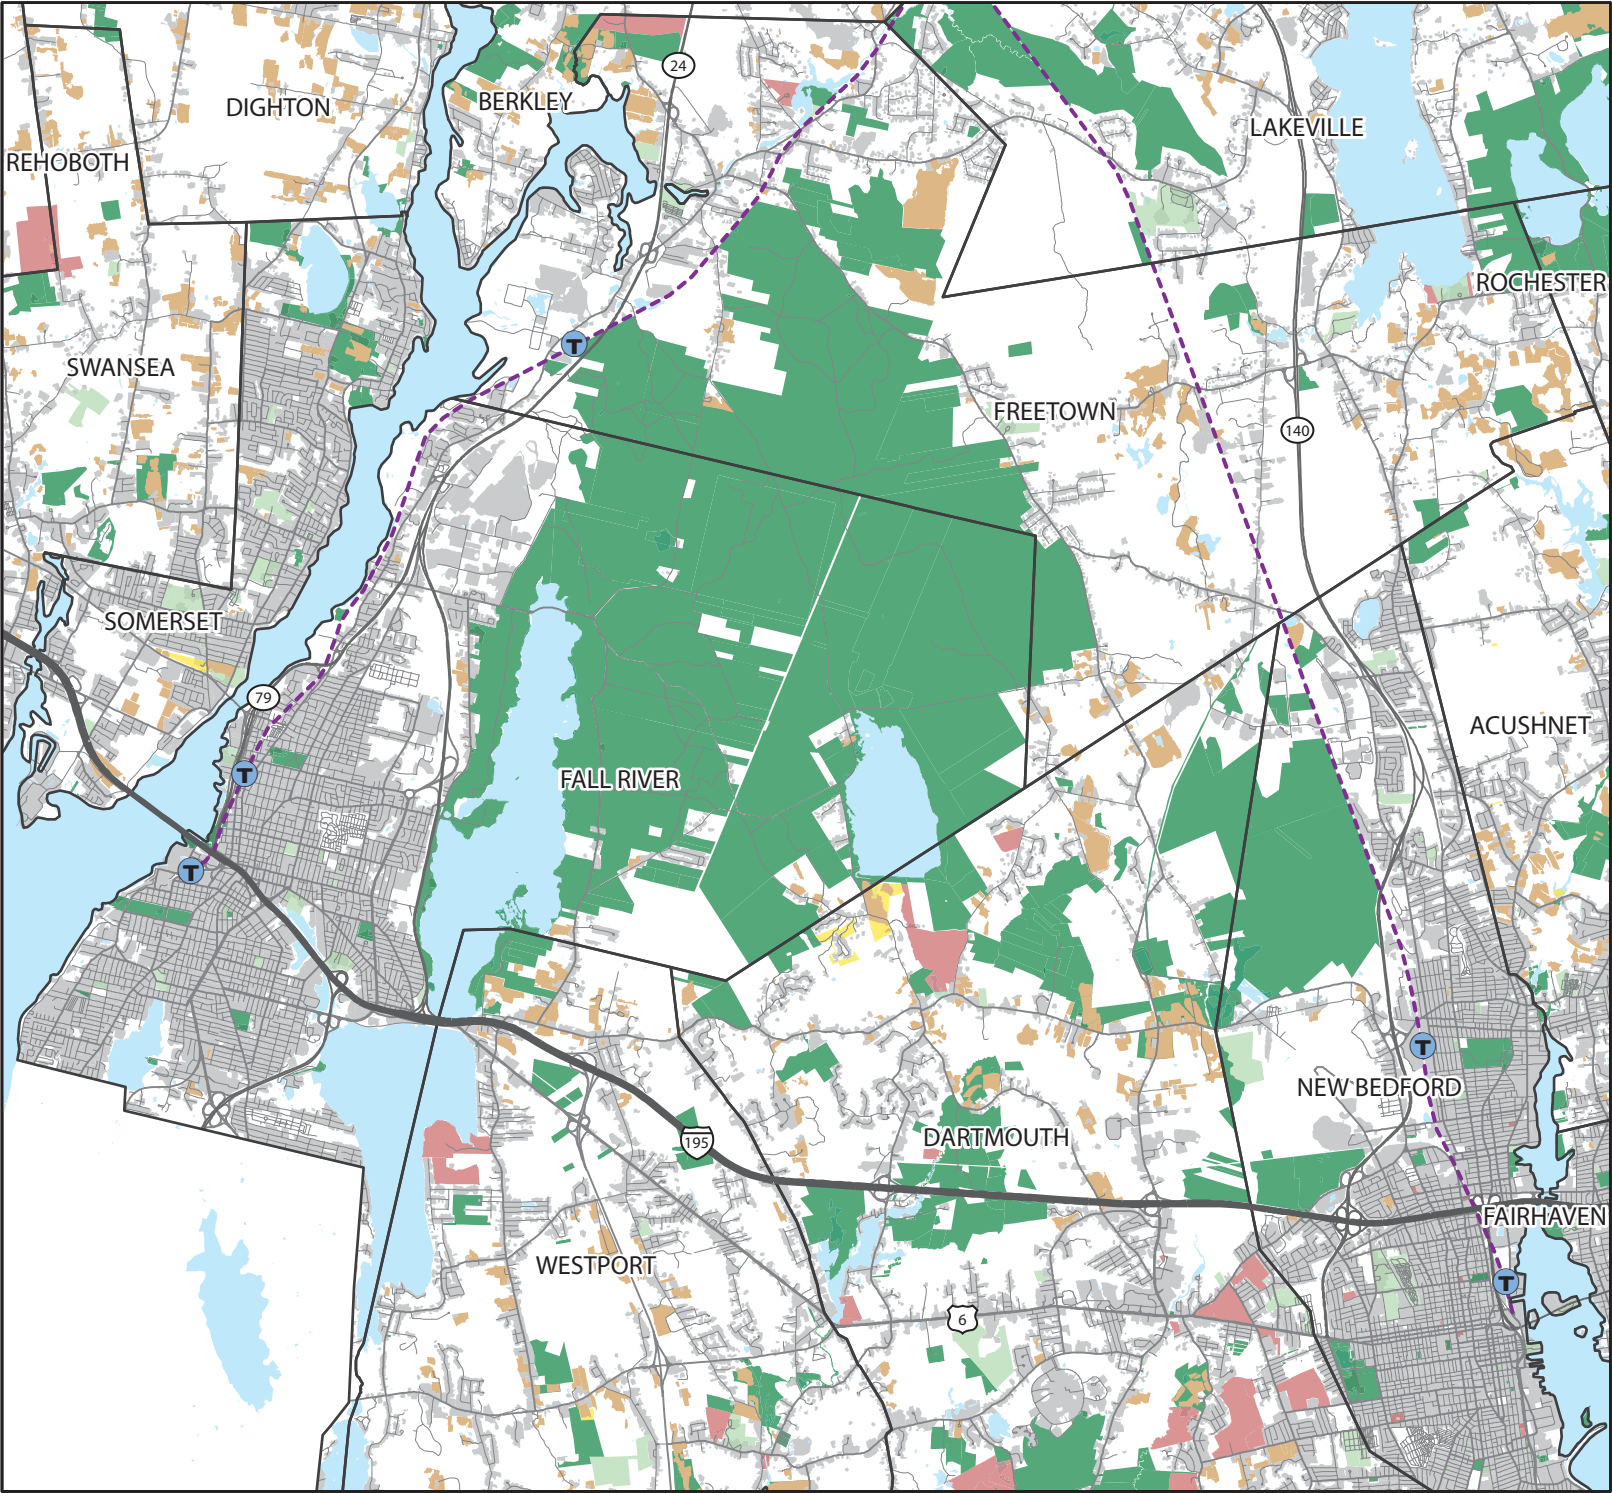 24
BERKLEY
DIGHTON
LAKEVILLE
REHOBOTH
ROCHESTER
T
SWANSEA
FREETOWN
140
SOMERSET
79
ACUSHNET
T
FALL RIVER
T
T
NEW BEDFORD
DARTMOUTH
195
FAIRHAVEN
WESTPORT
T
6